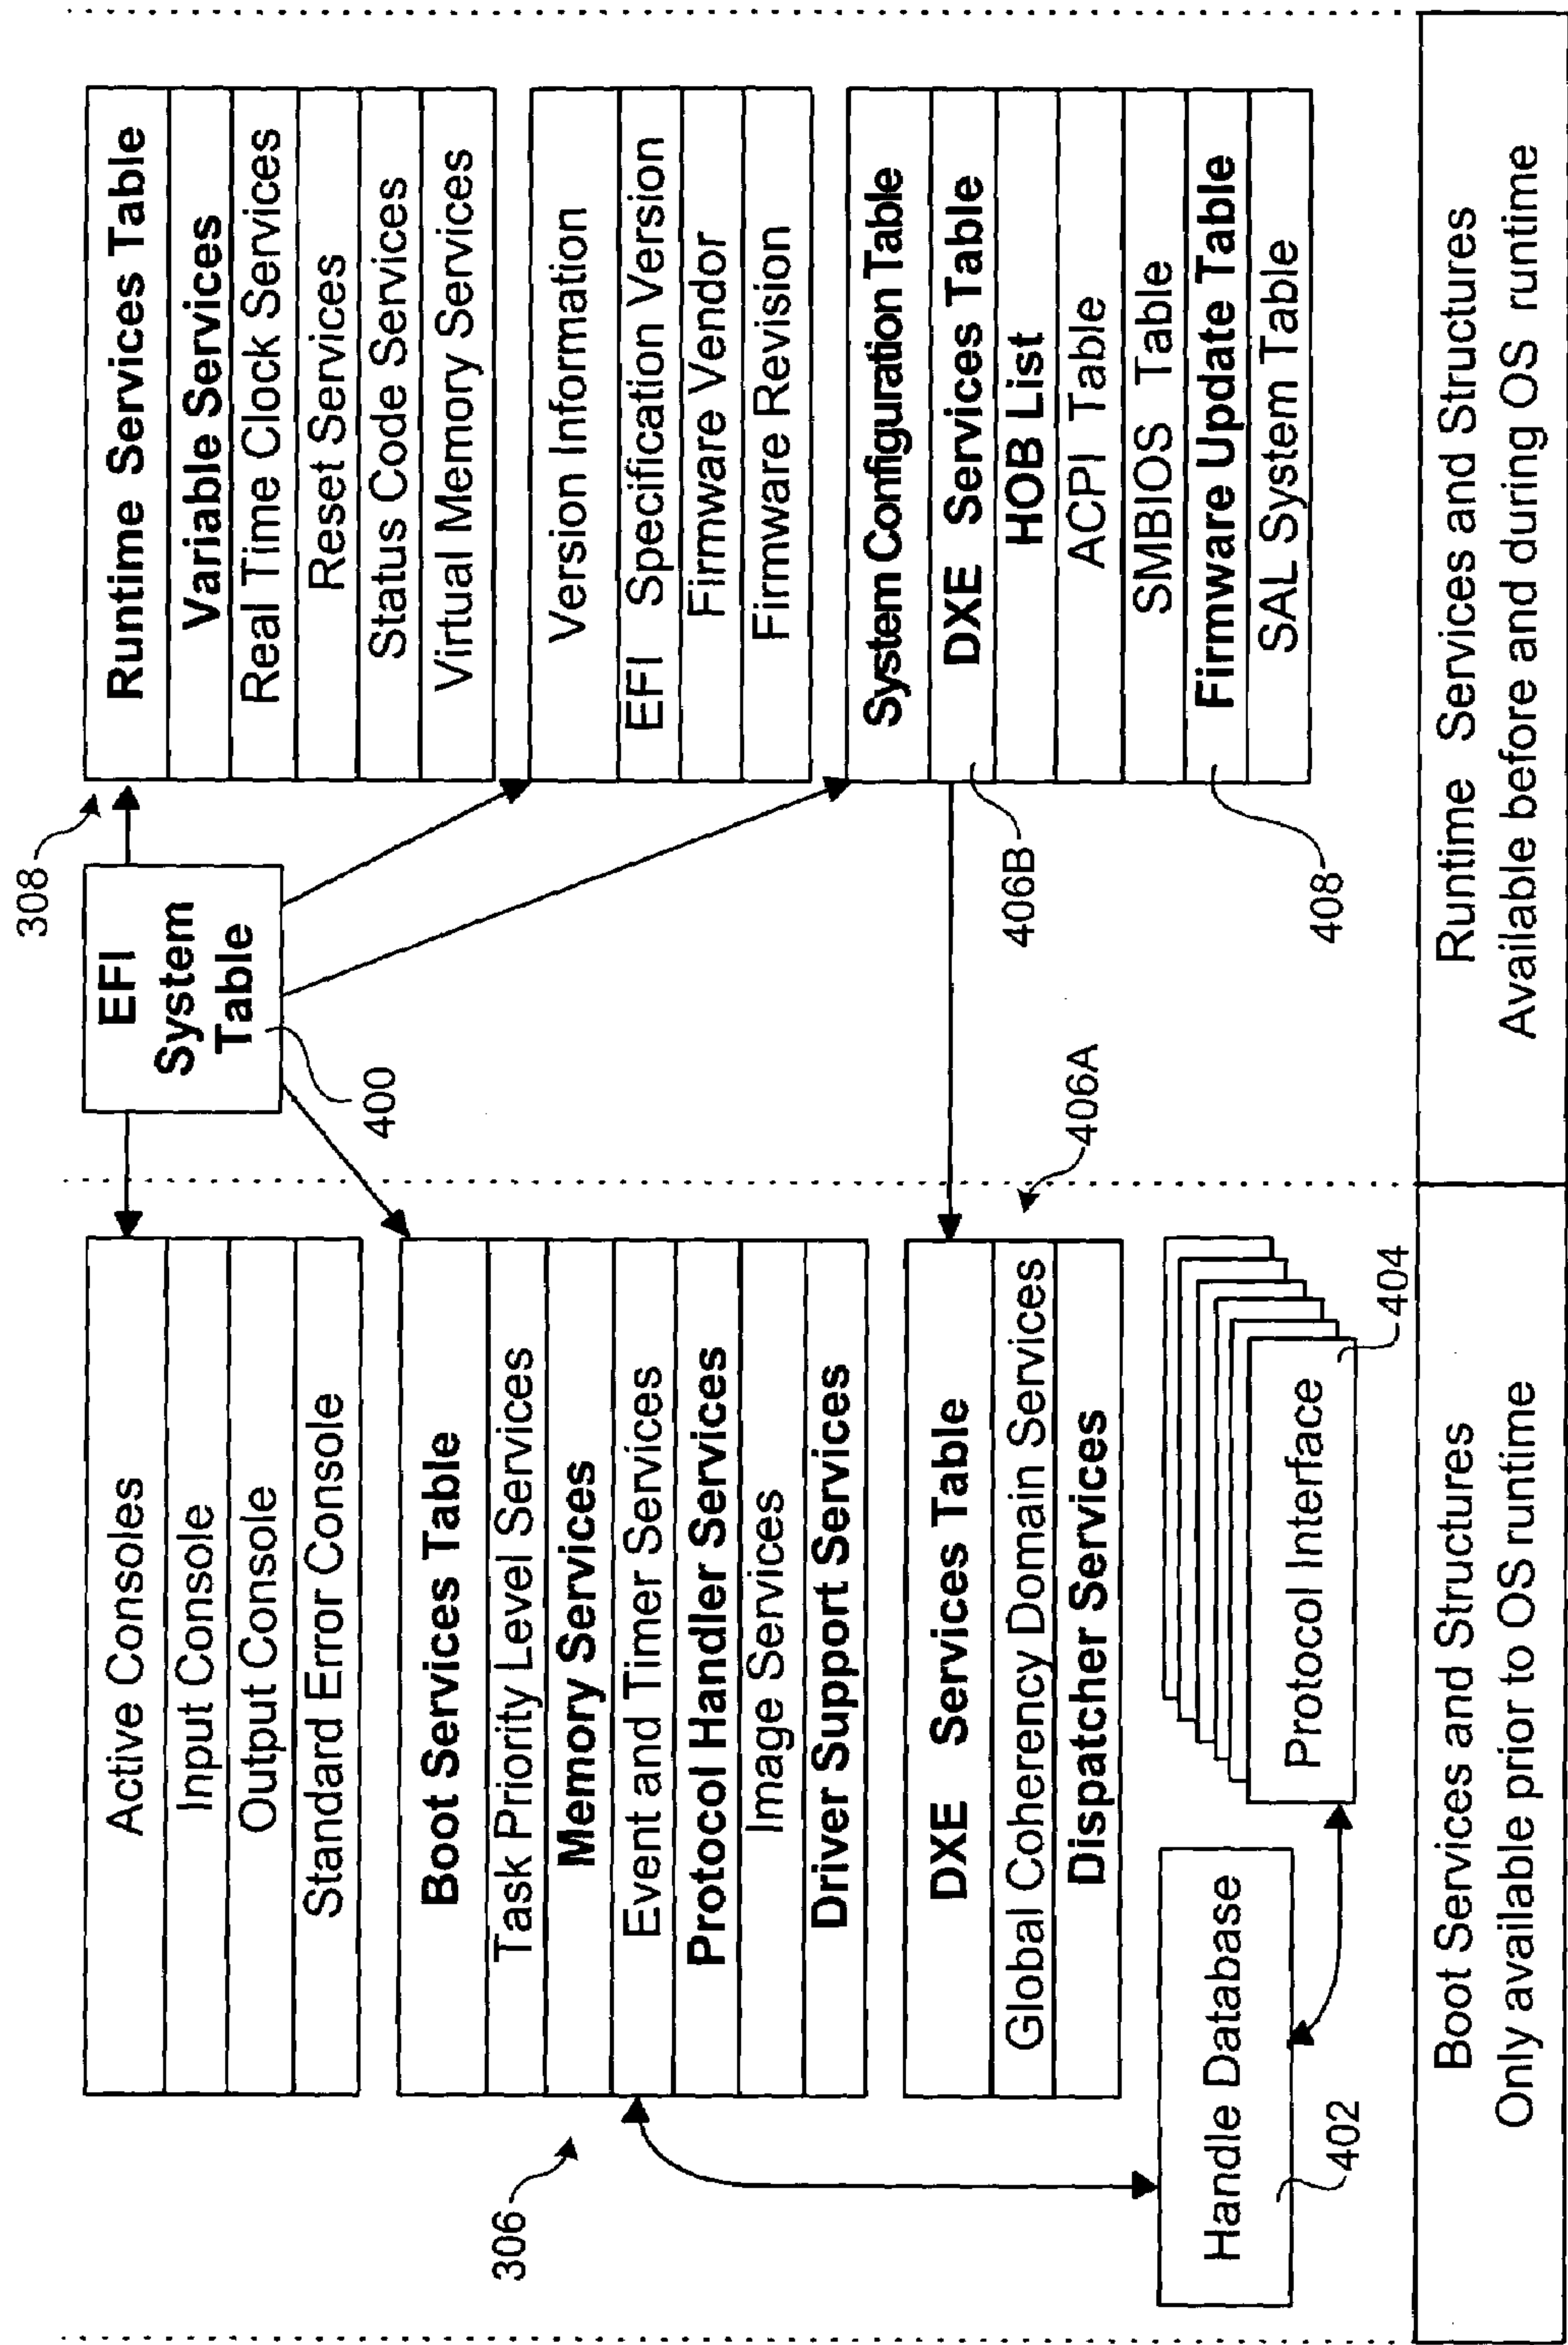 Active Consoles
Input Console
Output Console
Standard Error Console
306
Boot Services Table
Task Priority Level Services
Memory Services
Event and Timer Services
Protocol Handler Services
Image Services
Driver Support Services
DXE Services Table
Global Coherency Domain Services
Dispatcher Services
406A
Handle Database
402
Protocol Interface
404
EFI
System
Table
400
308
Runtime Services Table
Variable Services
Real Time Clock Services
Reset Services
Status Code Services
Virtual Memory Services
Version Information
EFI Specification Version
Firmware Vendor
Firmware Revision
System Configuration Table
DXE Services Table
HOB List
ACPI Table
SMBIOS Table
Firmware Update Table
SAL System Table
406B
408
Boot Services and Structures
Only available prior to OS runtime
Runtime Services and Structures
Available before and during OS runtime